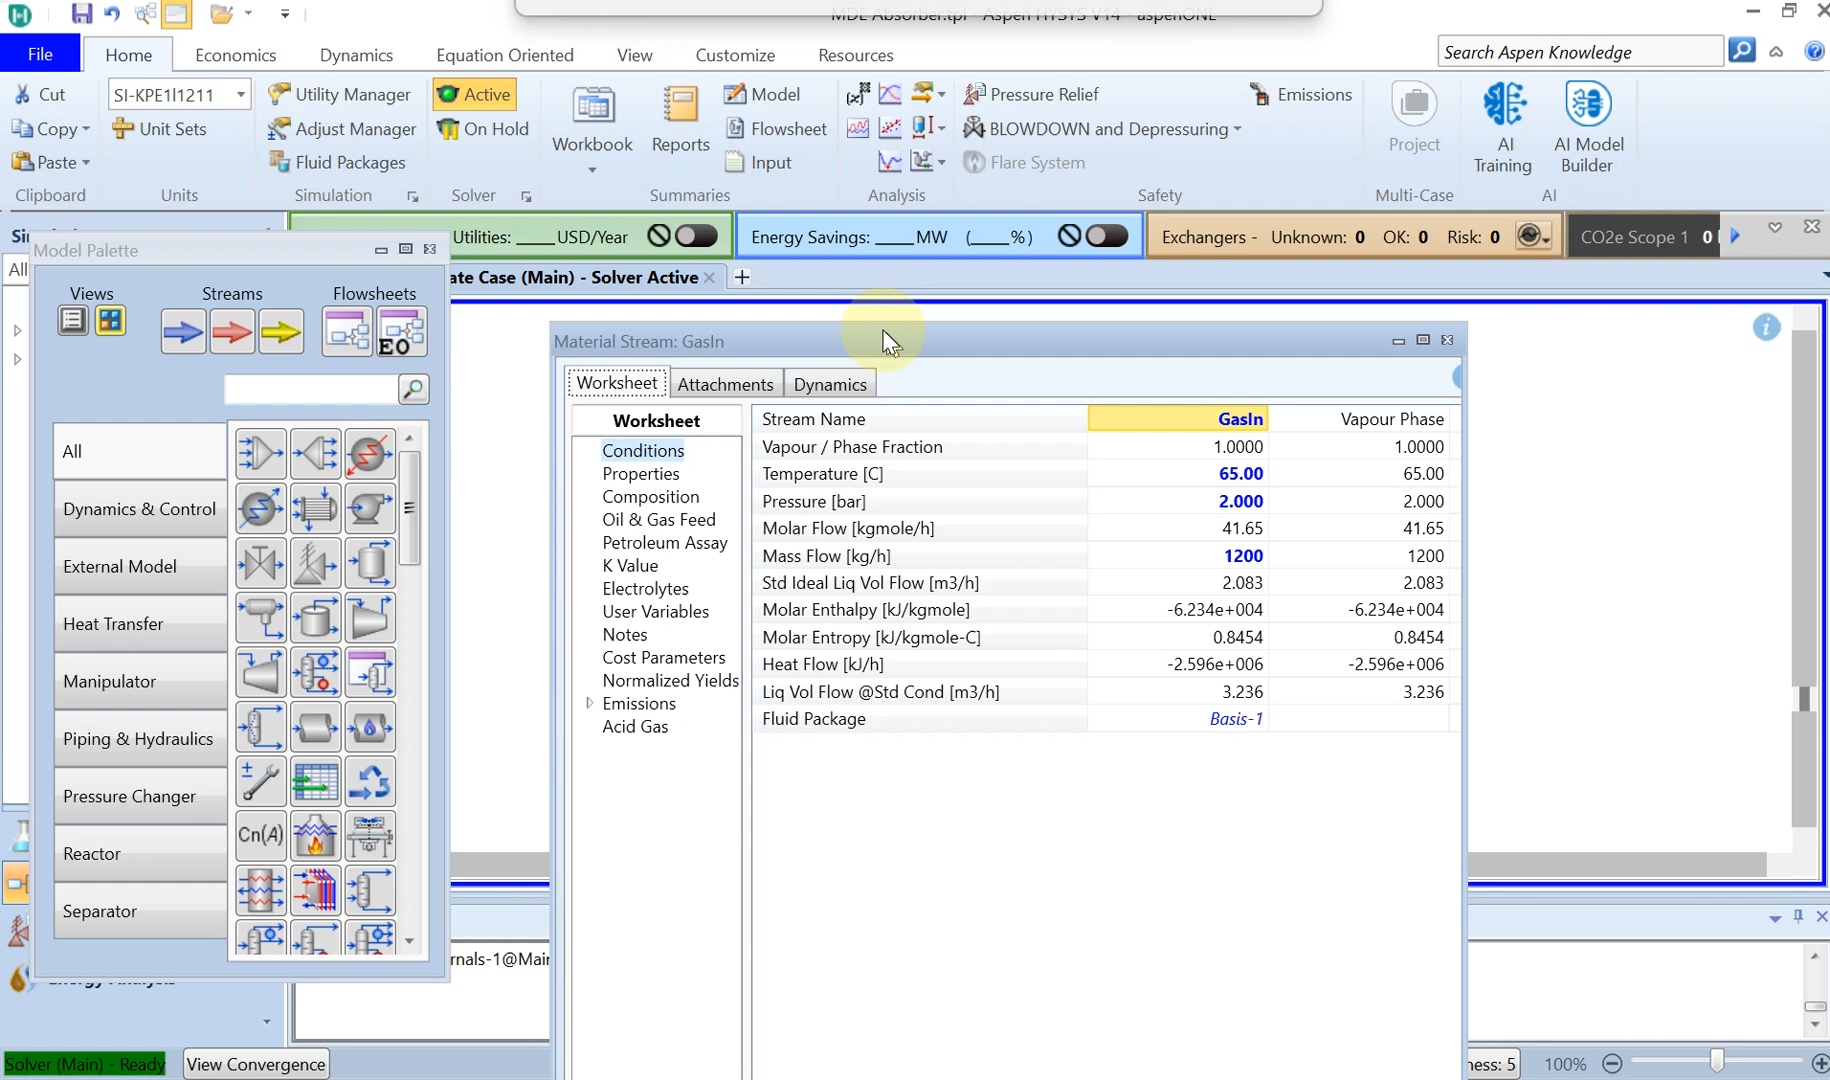 MDE Absorber.tpl - Aspen HYSYS V14 - aspenONE
File
Home
Economics
Dynamics
Equation Oriented
View
Customize
Resources
Search Aspen Knowledge
Cut
Copy
Paste
Clipboard
SI-KPE1I1211
Unit Sets
Units
Utility Manager
Adjust Manager
Fluid Packages
Simulation
Active
On Hold
Solver
Workbook
Reports
Model
Flowsheet
Input
Summaries
Analysis
Pressure Relief
BLOWDOWN and Depressuring
Flare System
Emissions
Safety
Project
Multi-Case
AI
Training
AI Model
Builder
AI
Utilities: ____USD/Year
Energy Savings: ____MW (____%)
Exchangers - Unknown: 0 OK: 0 Risk: 0
CO2e Scope 1 0
All
Model Palette
ate Case (Main) - Solver Active
Views
Streams
Flowsheets
EO
All
Dynamics & Control
External Model
Heat Transfer
Manipulator
Piping & Hydraulics
Pressure Changer
Reactor
Separator
Cn(A)
Material Stream: GasIn
Worksheet
Attachments
Dynamics
Worksheet
Conditions
Properties
Composition
Oil & Gas Feed
Petroleum Assay
K Value
Electrolytes
User Variables
Notes
Cost Parameters
Normalized Yields
Emissions
Acid Gas
Stream Name GasIn Vapour Phase
Vapour / Phase Fraction 1.0000 1.0000
Temperature [C] 65.00 65.00
Pressure [bar] 2.000 2.000
Molar Flow [kgmole/h] 41.65 41.65
Mass Flow [kg/h] 1200 1200
Std Ideal Liq Vol Flow [m3/h] 2.083 2.083
Molar Enthalpy [kJ/kgmole] -6.234e+004 -6.234e+004
Molar Entropy [kJ/kgmole-C] 0.8454 0.8454
Heat Flow [kJ/h] -2.596e+006 -2.596e+006
Liq Vol Flow @Std Cond [m3/h] 3.236 3.236
Fluid Package Basis-1
rnals-1@Main
Solver (Main) - Ready
View Convergence
ness: 5
100%